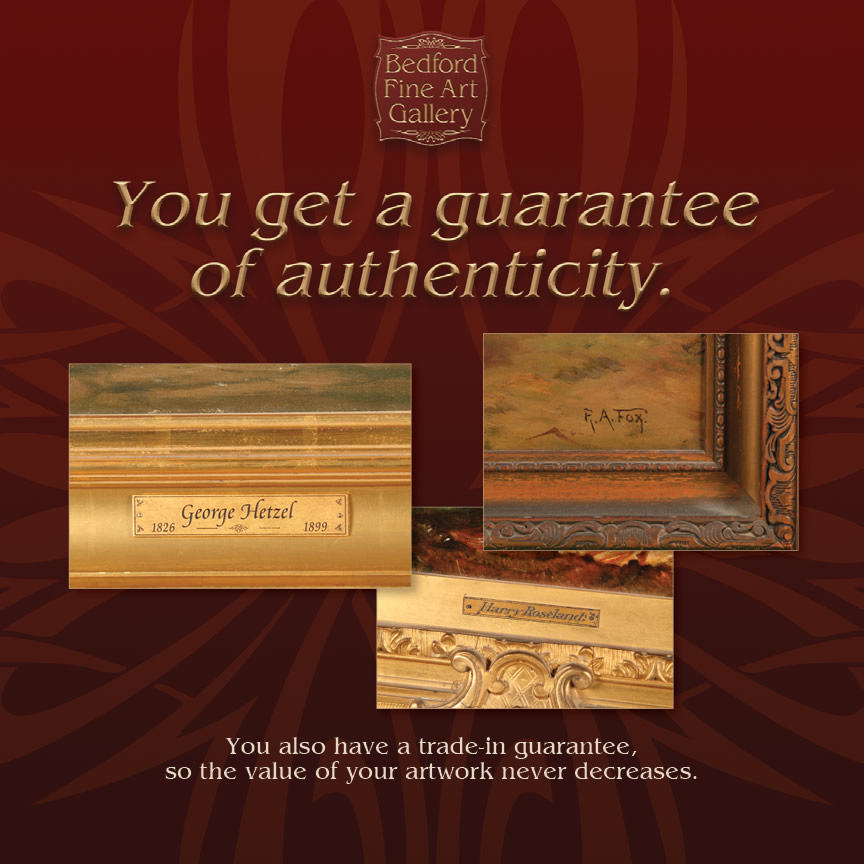 Bedford
Fine Art
Gallery
You get a guarantee
of authenticity.
R.A.Fox.
George Hetzel
1826 1899
Harry Roseland
You also have a trade-in guarantee,
so the value of your artwork never decreases.